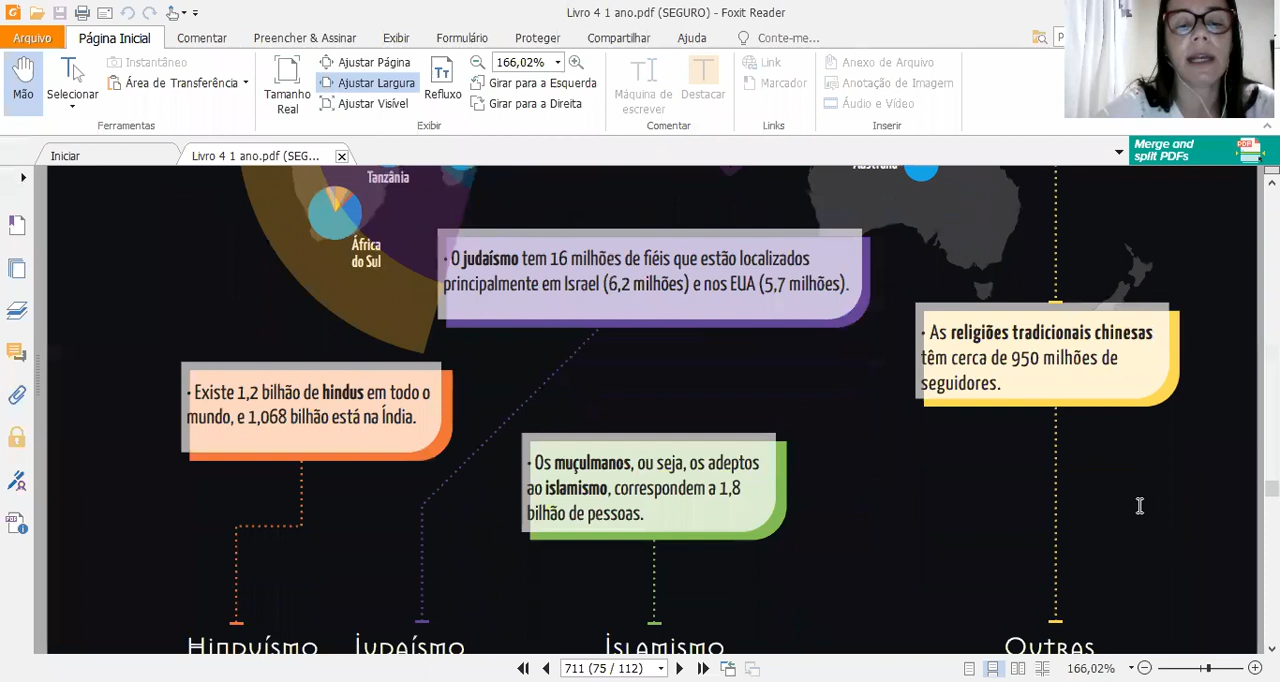 Livro 4 1 ano.pdf (SEGURO) - Foxit Reader
Arquivo
Página Inicial
Comentar
Preencher & Assinar
Exibir
Formulário
Proteger
Compartilhar
Ajuda
Conte-me...
Mão
Selecionar
Instantâneo
Área de Transferência
Ferramentas
Tamanho
Real
Ajustar Página
Ajustar Largura
Ajustar Visível
Refluxo
166,02%
Girar para a Esquerda
Girar para a Direita
Exibir
Máquina de
escrever
Destacar
Comentar
Link
Marcador
Links
Anexo de Arquivo
Anotação de Imagem
Áudio e Vídeo
Inserir
Iniciar
Livro 4 1 ano.pdf (SEG...
Merge and
split PDFs
Tanzânia
África
do Sul
· O judaísmo tem 16 milhões de fiéis que estão localizados
principalmente em Israel (6,2 milhões) e nos EUA (5,7 milhões).
· As religiões tradicionais chinesas
têm cerca de 950 milhões de
seguidores.
· Existe 1,2 bilhão de hindus em todo o
mundo, e 1,068 bilhão está na Índia.
· Os muçulmanos, ou seja, os adeptos
ao islamismo, correspondem a 1,8
bilhão de pessoas.
Hinduísmo
Judaísmo
Islamismo
Outras
711 (75 / 112)
166,02%